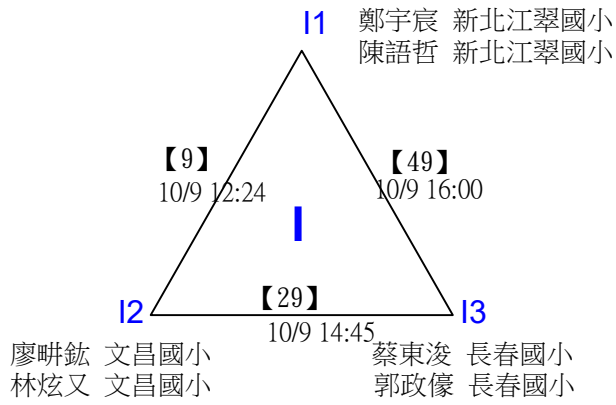 I1
鄭宇宸 新北江翠國小
陳語哲 新北江翠國小
【9】
10/9 12:24
【49】
10/9 16:00
I
【29】
10/9 14:45
I2
廖畊鈜 文昌國小
林炫又 文昌國小
I3
蔡東浚 長春國小
郭政儫 長春國小